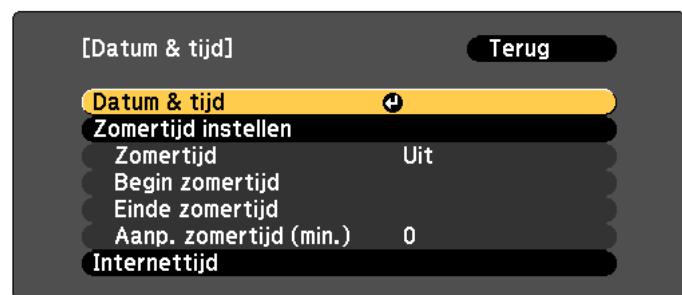 [Datum & tijd] Terug
Datum & tijd
Zomertijd instellen
Zomertijd Uit
Begin zomertijd
Einde zomertijd
Aanp. zomertijd (min.) 0
Internettijd